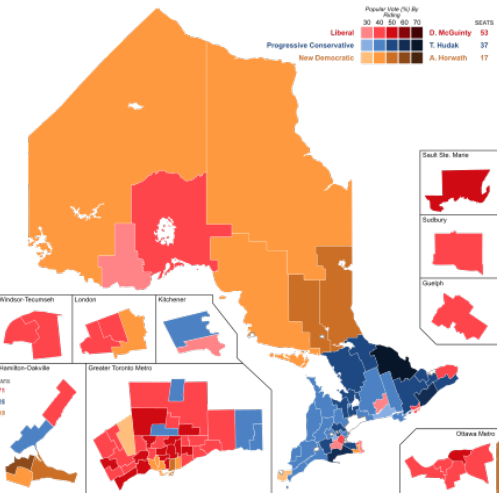 Popular Vote (%) By
Riding
30 40 50 60 70
SEATS
Liberal D. McGuinty 53
Progressive Conservative T. Hudak 37
New Democratic A. Horwath 17
Sault Ste. Marie
Sudbury
Guelph
Windsor-Tecumseh
London
Kitchener
Hamilton-Oakville
Greater Toronto Metro
Ottawa Metro